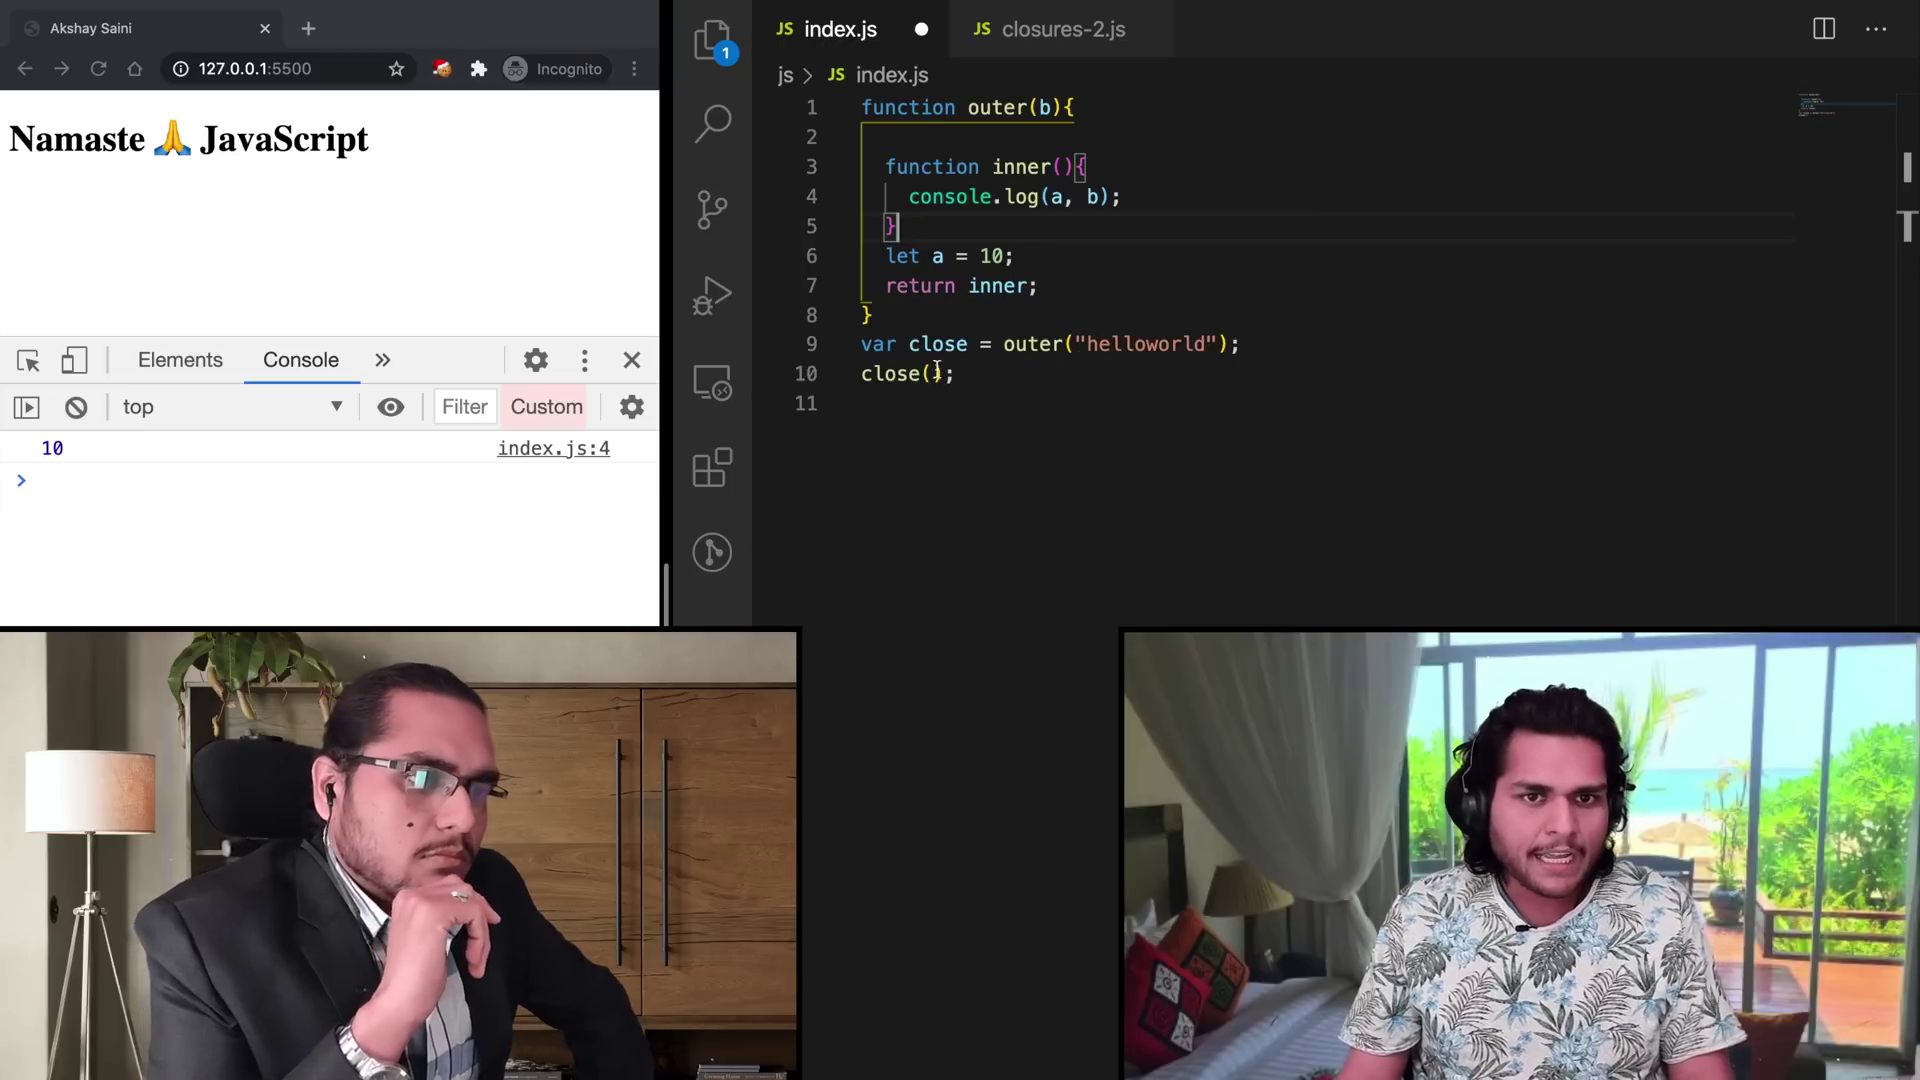 Akshay Saini
127.0.0.1:5500
Incognito
Namaste 🙏 JavaScript
Elements
Console
top
Filter
Custom
10
index.js:4
1
JS index.js
JS closures-2.js
js > JS index.js
1 function outer(b){
2
3 function inner(){
4 console.log(a, b);
5 }
6 let a = 10;
7 return inner;
8 }
9 var close = outer("helloworld");
10 close();
11